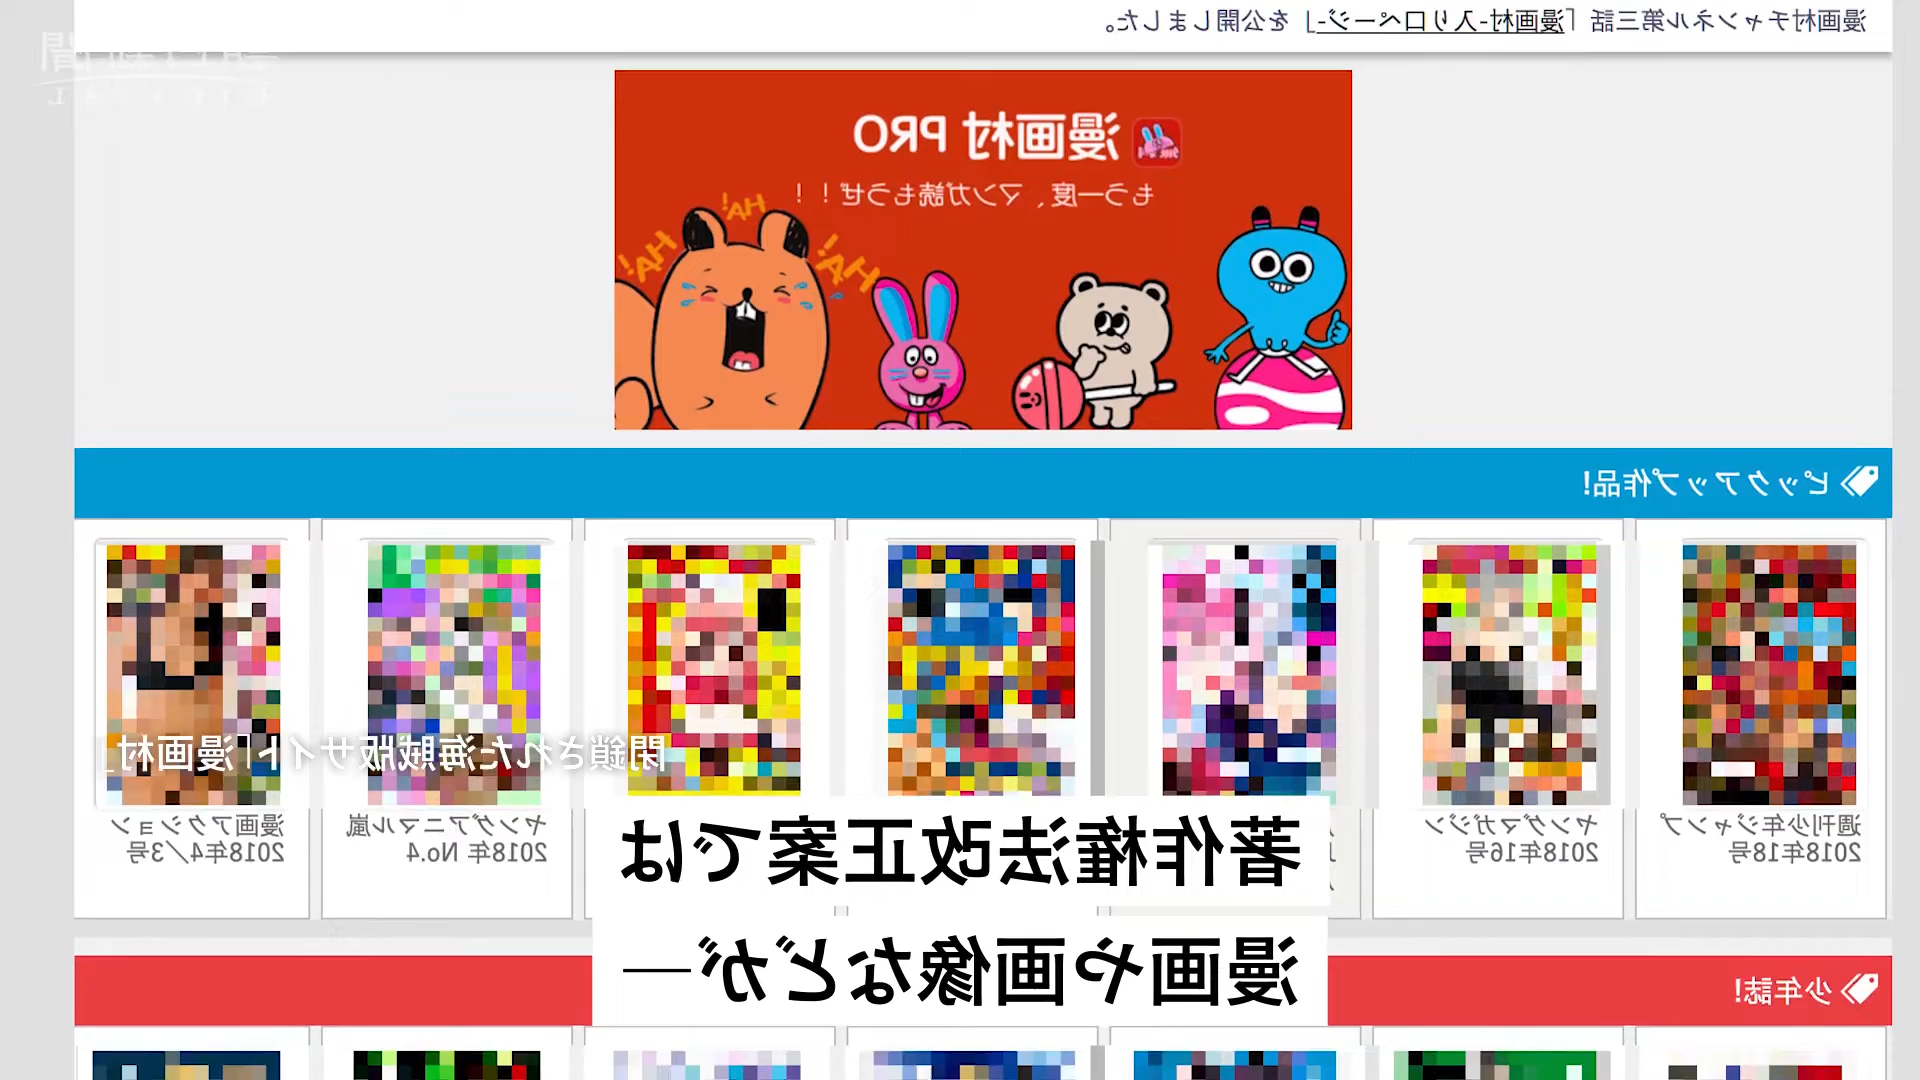 漫画村チャンネル第三話「漫画村-入り口ページ-」を公開しました。
漫画村 PRO
もう一度、マンガ読もうぜ！！
HA!
HA!
HA!
ピックアップ作品!
週刊少年ジャンプ
2018年18号
ヤングマガジン
2018年16号
ヤングアニマル嵐
2018年 No.4
漫画アクション
2018年4／3号
閉鎖された海賊版サイト「漫画村」
著作権法改正案では
漫画や画像などが―
少年誌!